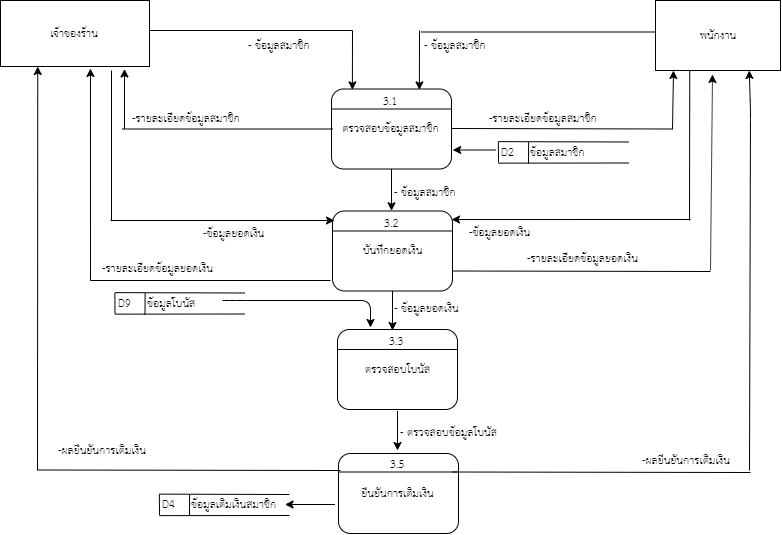 เจ้าของร้าน
พนักงาน
- ข้อมูลสมาชิก
- ข้อมูลสมาชิก
3.1
ตรวจสอบข้อมูลสมาชิก
-รายละเอียดข้อมูลสมาชิก
-รายละเอียดข้อมูลสมาชิก
D2 ข้อมูลสมาชิก
- ข้อมูลสมาชิก
3.2
บันทึกยอดเงิน
-ข้อมูลยอดเงิน
-ข้อมูลยอดเงิน
-รายละเอียดข้อมูลยอดเงิน
-รายละเอียดข้อมูลยอดเงิน
D9 ข้อมูลโบนัส
- ข้อมูลยอดเงิน
3.3
ตรวจสอบโบนัส
- ตรวจสอบข้อมูลโบนัส
-ผลยืนยันการเติมเงิน
-ผลยืนยันการเติมเงิน
3.5
ยืนยันการเติมเงิน
D4 ข้อมูลเติมเงินสมาชิก